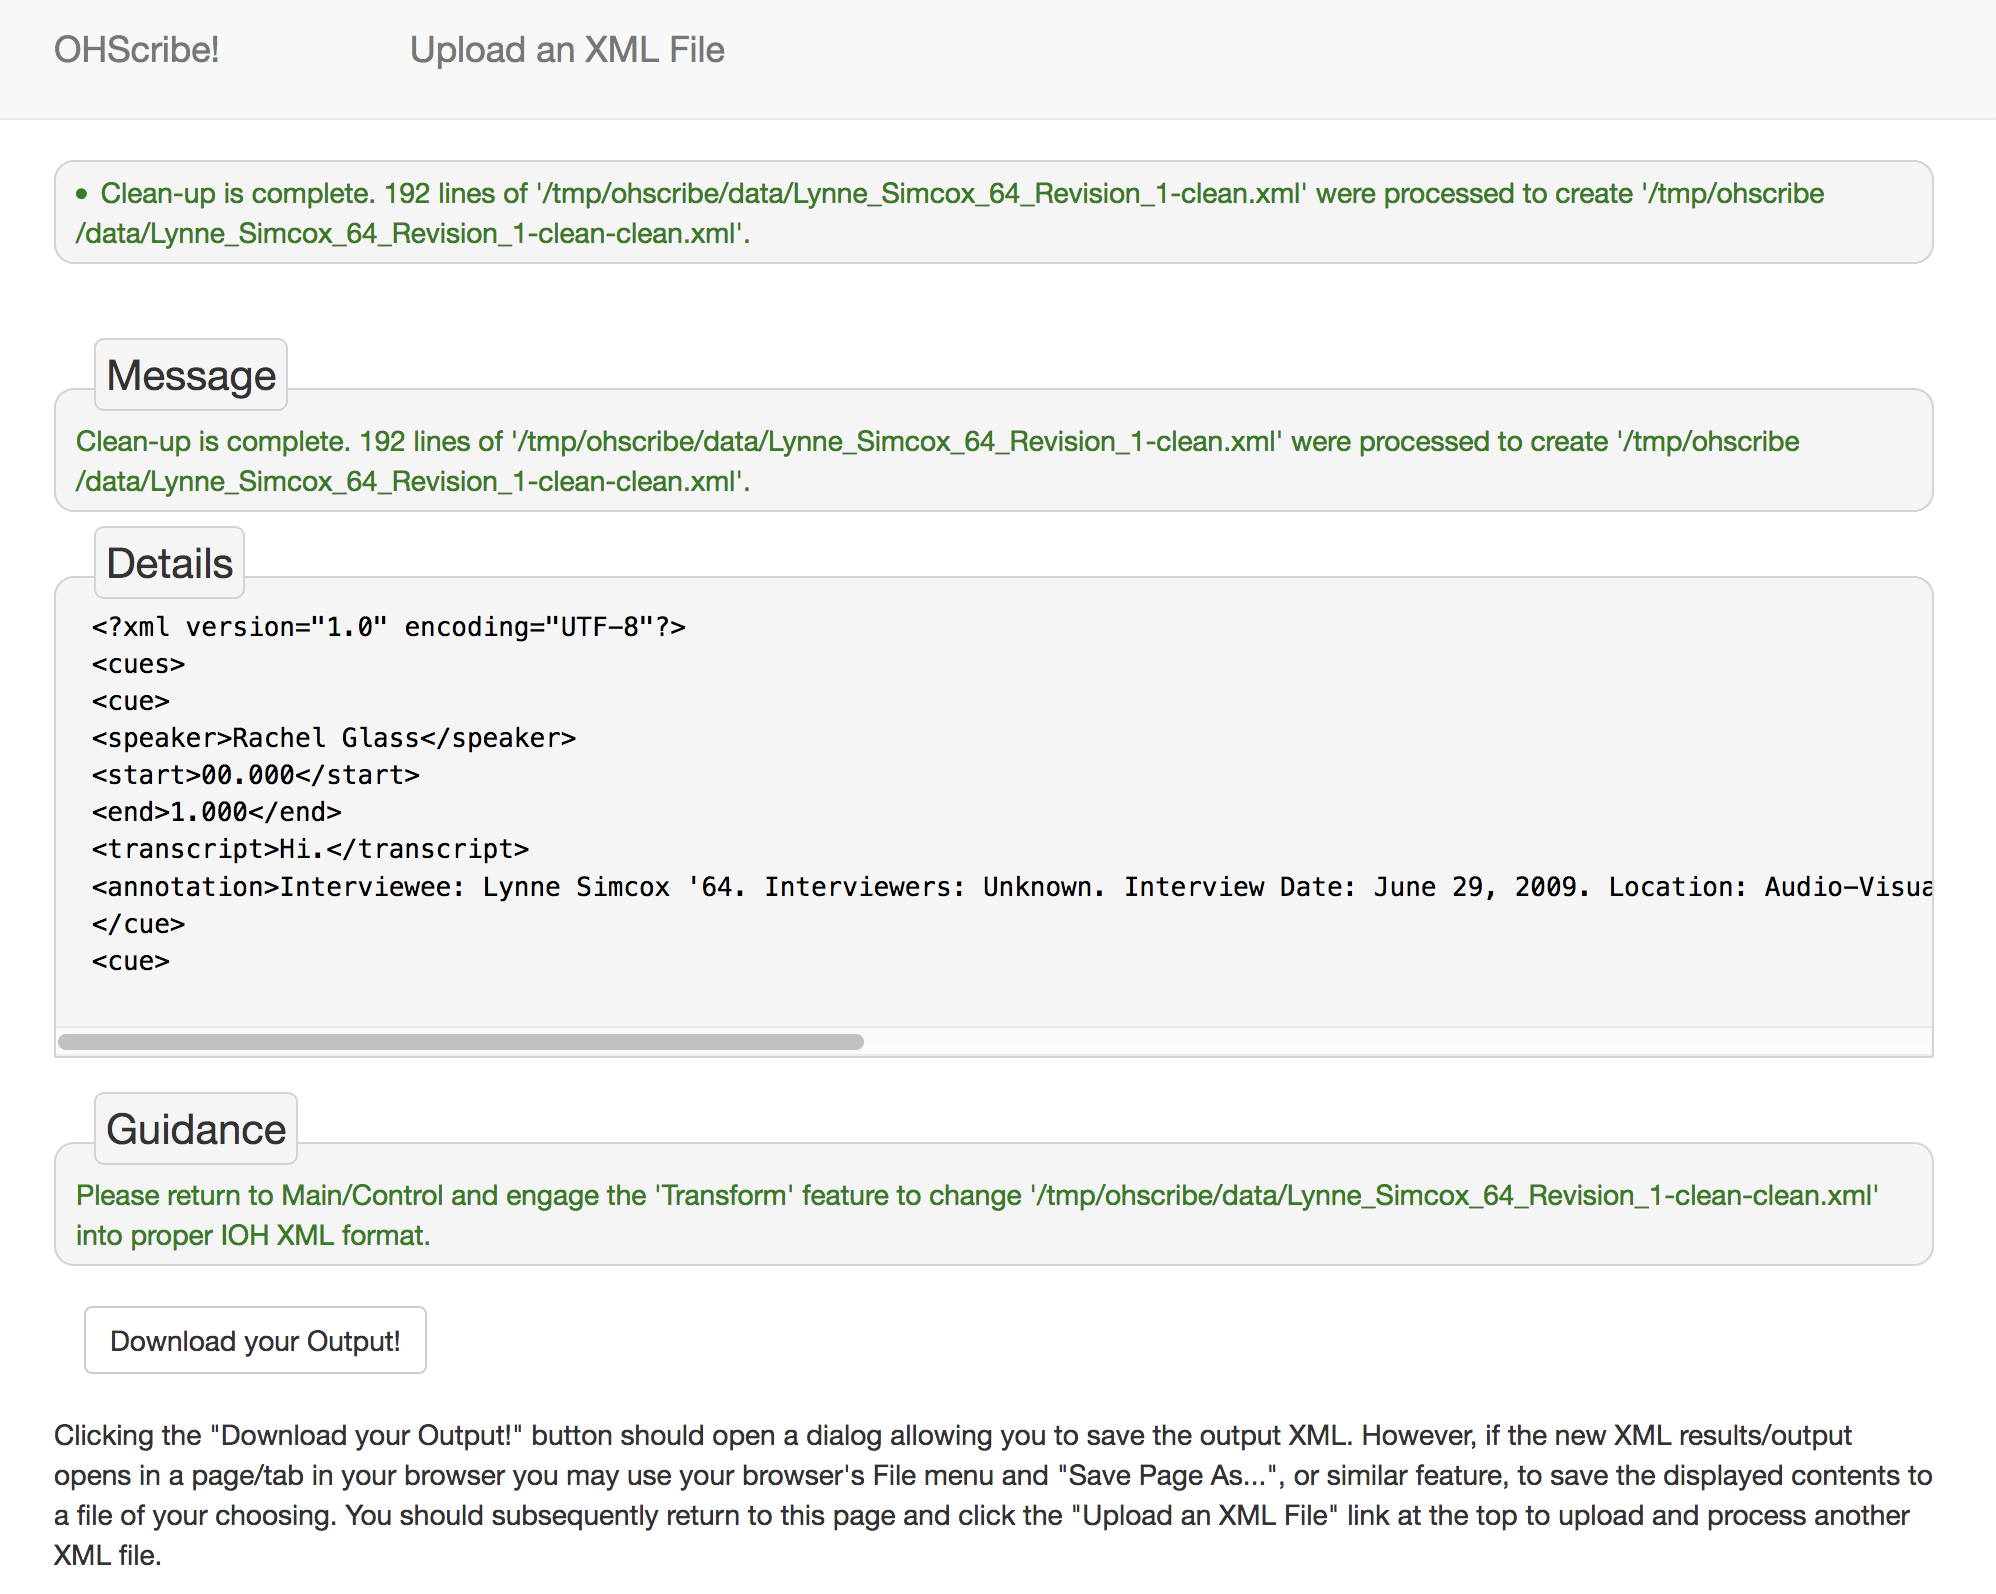 OHScribe! Upload an XML File
• Clean-up is complete. 192 lines of '/tmp/ohscribe/data/Lynne_Simcox_64_Revision_1-clean.xml' were processed to create '/tmp/ohscribe
/data/Lynne_Simcox_64_Revision_1-clean-clean.xml'.
Message
Clean-up is complete. 192 lines of '/tmp/ohscribe/data/Lynne_Simcox_64_Revision_1-clean.xml' were processed to create '/tmp/ohscribe
/data/Lynne_Simcox_64_Revision_1-clean-clean.xml'.
Details
<?xml version="1.0" encoding="UTF-8"?>
<cues>
<cue>
<speaker>Rachel Glass</speaker>
<start>00.000</start>
<end>1.000</end>
<transcript>Hi.</transcript>
<annotation>Interviewee: Lynne Simcox '64. Interviewers: Unknown. Interview Date: June 29, 2009. Location: Audio-Visua
</cue>
<cue>
Guidance
Please return to Main/Control and engage the 'Transform' feature to change '/tmp/ohscribe/data/Lynne_Simcox_64_Revision_1-clean-clean.xml'
into proper IOH XML format.
Download your Output!
Clicking the "Download your Output!" button should open a dialog allowing you to save the output XML. However, if the new XML results/output
opens in a page/tab in your browser you may use your browser's File menu and "Save Page As...", or similar feature, to save the displayed contents to
a file of your choosing. You should subsequently return to this page and click the "Upload an XML File" link at the top to upload and process another
XML file.